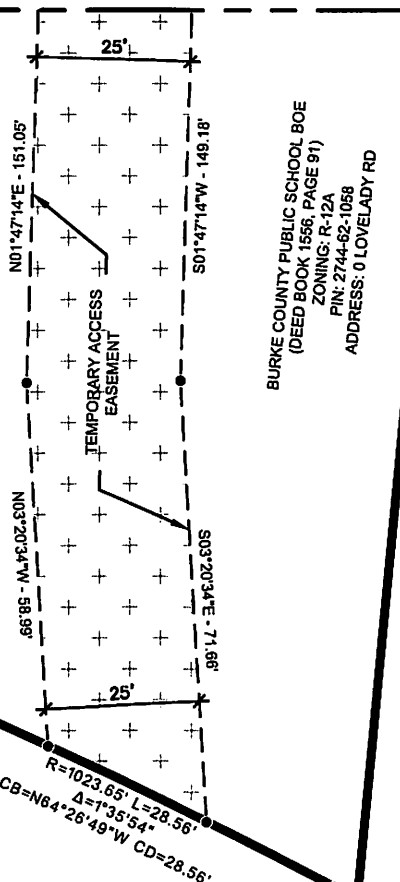 25'
N01°47'14"E - 151.05'
S01°47'14"W - 149.18'
BURKE COUNTY PUBLIC SCHOOL BOE
(DEED BOOK 1556, PAGE 91)
ZONING: R-12A
PIN: 2744-62-1058
ADDRESS: 0 LOVELADY RD
TEMPORARY ACCESS
EASEMENT
N03°20'34"W - 58.99'
S03°20'34"E - 71.66'
25'
R=1023.65' L=28.56'
Δ=1°35'54"
CB=N64°26'49"W CD=28.56'